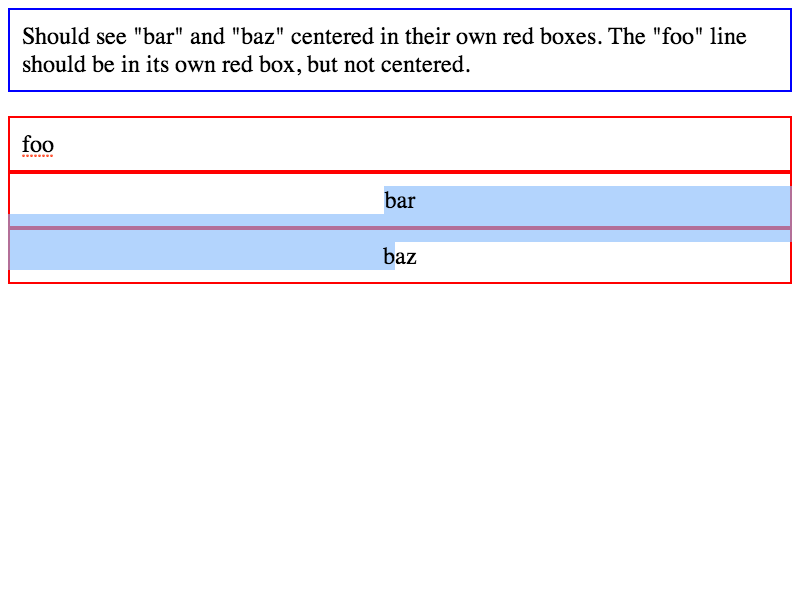 Should see "bar" and "baz" centered in their own red boxes. The "foo" line
should be in its own red box, but not centered.
foo
bar
baz